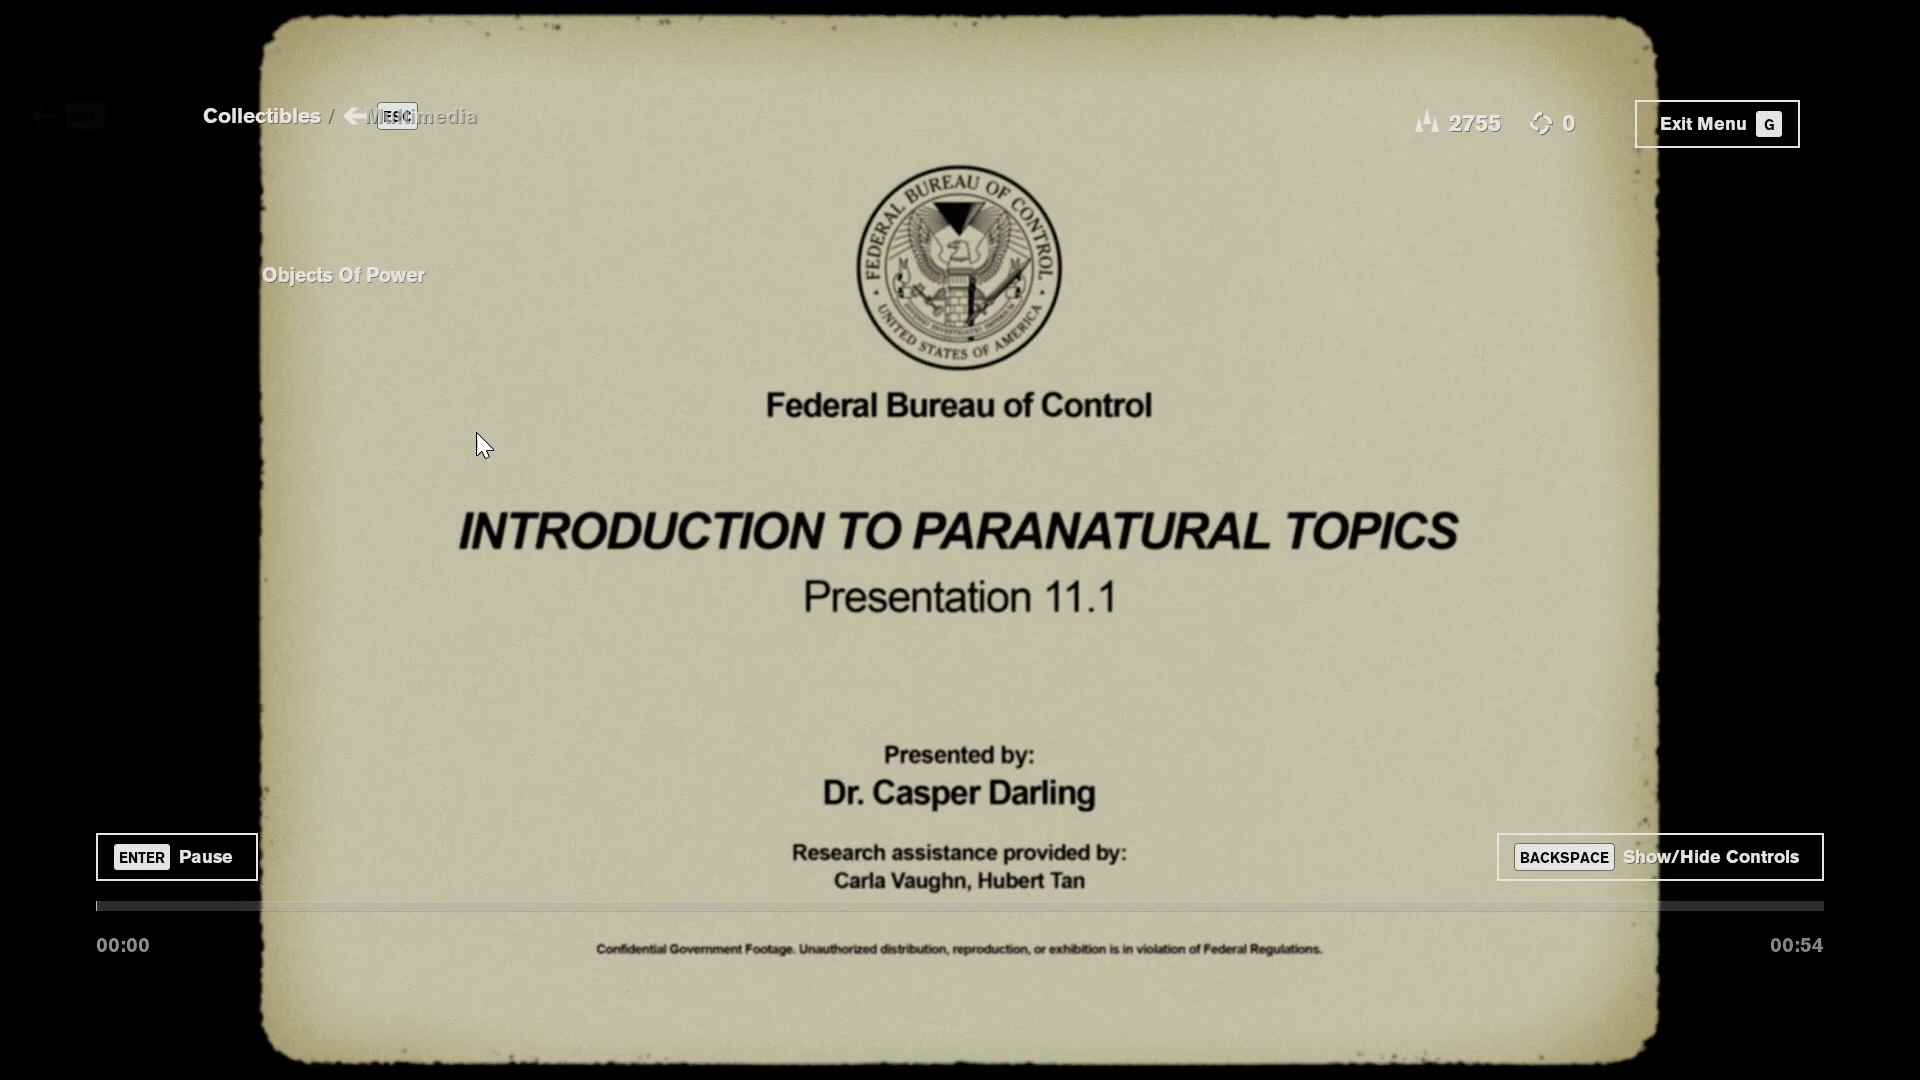 Collectibles / Multimedia
ESC
2755
0
Exit Menu G
FEDERAL BUREAU OF CONTROL
UNITED STATES OF AMERICA
Objects Of Power
Federal Bureau of Control
INTRODUCTION TO PARANATURAL TOPICS
Presentation 11.1
Presented by:
Dr. Casper Darling
Research assistance provided by:
Carla Vaughn, Hubert Tan
ENTER Pause
BACKSPACE Show/Hide Controls
00:00
00:54
Confidential Government Footage. Unauthorized distribution, reproduction, or exhibition is in violation of Federal Regulations.